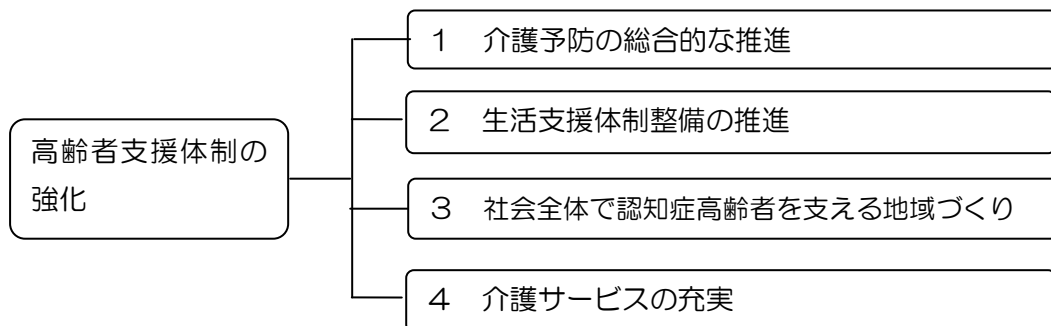 高齢者支援体制の
強化
１　介護予防の総合的な推進
２　生活支援体制整備の推進
３　社会全体で認知症高齢者を支える地域づくり
４　介護サービスの充実